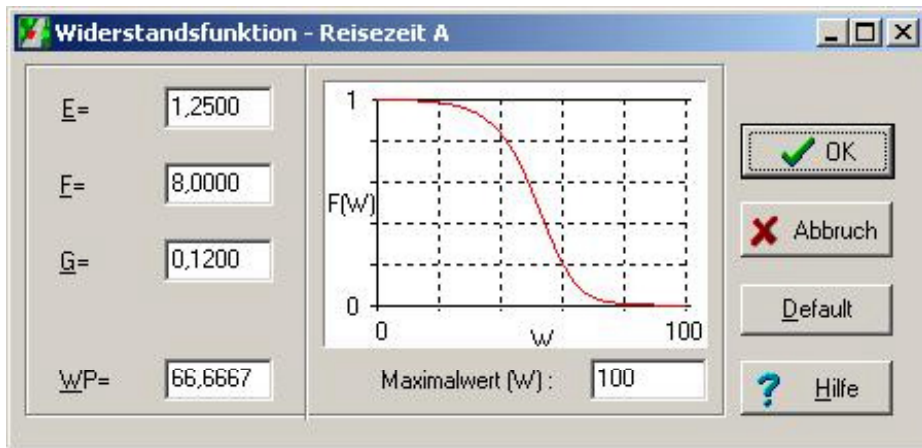 Widerstandsfunktion - Reisezeit A
E= 1,2500
F= 8,0000
G= 0,1200
WP= 66,6667
1
F(W)
0
0 W 100
Maximalwert (W) : 100
OK
Abbruch
Default
Hilfe